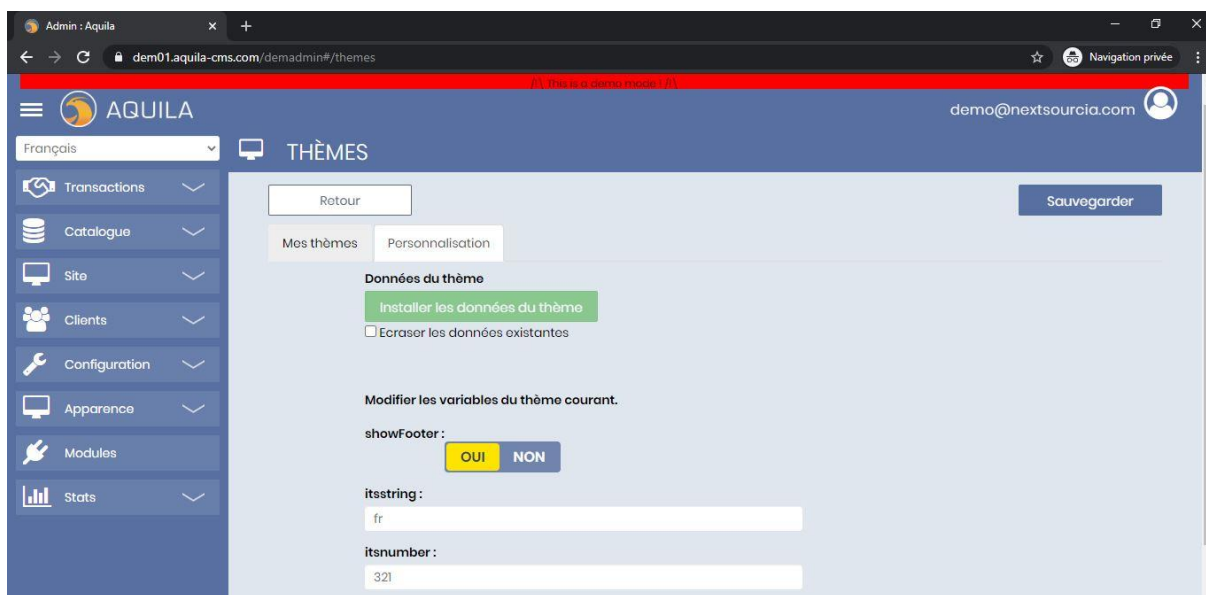 Admin : Aquila
dem01.aquila-cms.com/demadmin#/themes
Navigation privée
/!\ This is a demo mode ! /!\
AQUILA
demo@nextsourcia.com
Français
THÈMES
Transactions
Catalogue
Site
Clients
Configuration
Apparence
Modules
Stats
Retour
Sauvegarder
Mes thèmes
Personnalisation
Données du thème
Installer les données du thème
Ecraser les données existantes
Modifier les variables du thème courant.
showFooter :
OUI NON
itsstring :
fr
itsnumber :
321